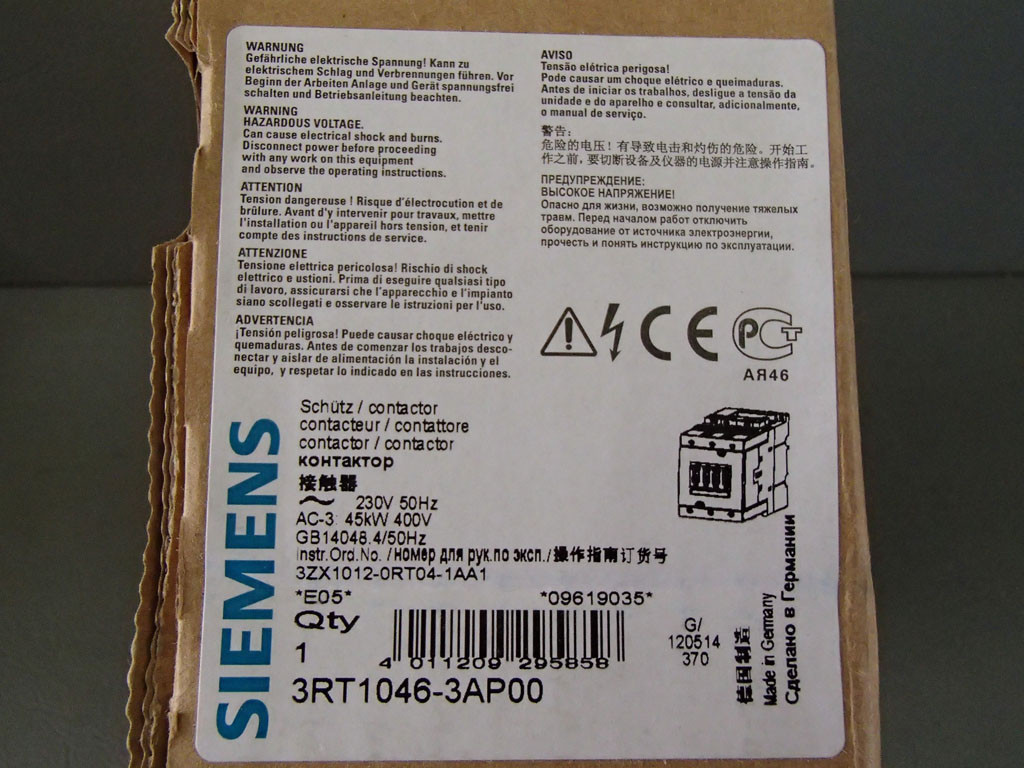 WARNUNG
Gefährliche elektrische Spannung! Kann zu
elektrischem Schlag und Verbrennungen führen. Vor
Beginn der Arbeiten Anlage und Gerät spannungsfrei
schalten und Betriebsanleitung beachten.
WARNING
HAZARDOUS VOLTAGE.
Can cause electrical shock and burns.
Disconnect power before proceeding
with any work on this equipment
and observe the operating instructions.
ATTENTION
Tension dangereuse ! Risque d'électrocution et de
brûlure. Avant d'y intervenir pour travaux, mettre
l'installation ou l'appareil hors tension, et tenir
compte des instructions de service.
ATTENZIONE
Tensione elettrica pericolosa! Rischio di shock
elettrico e ustioni. Prima di eseguire qualsiasi tipo
di lavoro, assicurarsi che l'apparecchio e l'impianto
siano scollegati e osservare le istruzioni per l'uso.
ADVERTENCIA
¡Tensión peligrosa! Puede causar choque eléctrico y
quemaduras. Antes de comenzar los trabajos desco-
nectar y aislar de alimentación la instalación y el
equipo, y respetar lo indicado en las instrucciones.
AVISO
Tensão elétrica perigosa!
Pode causar um choque elétrico e queimaduras.
Antes de iniciar os trabalhos, desligue a tensão da
unidade e do aparelho e consultar, adicionalmente,
o manual de serviço.
警告:
危险的电压! 有导致电击和灼伤的危险。开始工
作之前,要切断设备及仪器的电源并注意操作指南。
ПРЕДУПРЕЖДЕНИЕ:
ВЫСОКОЕ НАПРЯЖЕНИЕ!
Опасно для жизни, возможно получение тяжелых
травм. Перед началом работ отключить
оборудование от источника электроэнергии,
прочесть и понять инструкцию по эксплуатации.
CE РСТ
АЯ46
SIEMENS
Schütz / contactor
contacteur / contattore
contactor / contactor
контактор
接触器
~ 230V 50Hz
AC-3: 45kW 400V
GB14048.4/50Hz
Instr.Ord.No. /номер для рук.по эксп./操作指南订货号
3ZX1012-0RT04-1AA1
*E05* *09619035*
Qty
1
4 011209 295858
3RT1046-3AP00
G/
120514
370
德国制造
Made in Germany
Сделано в Германии